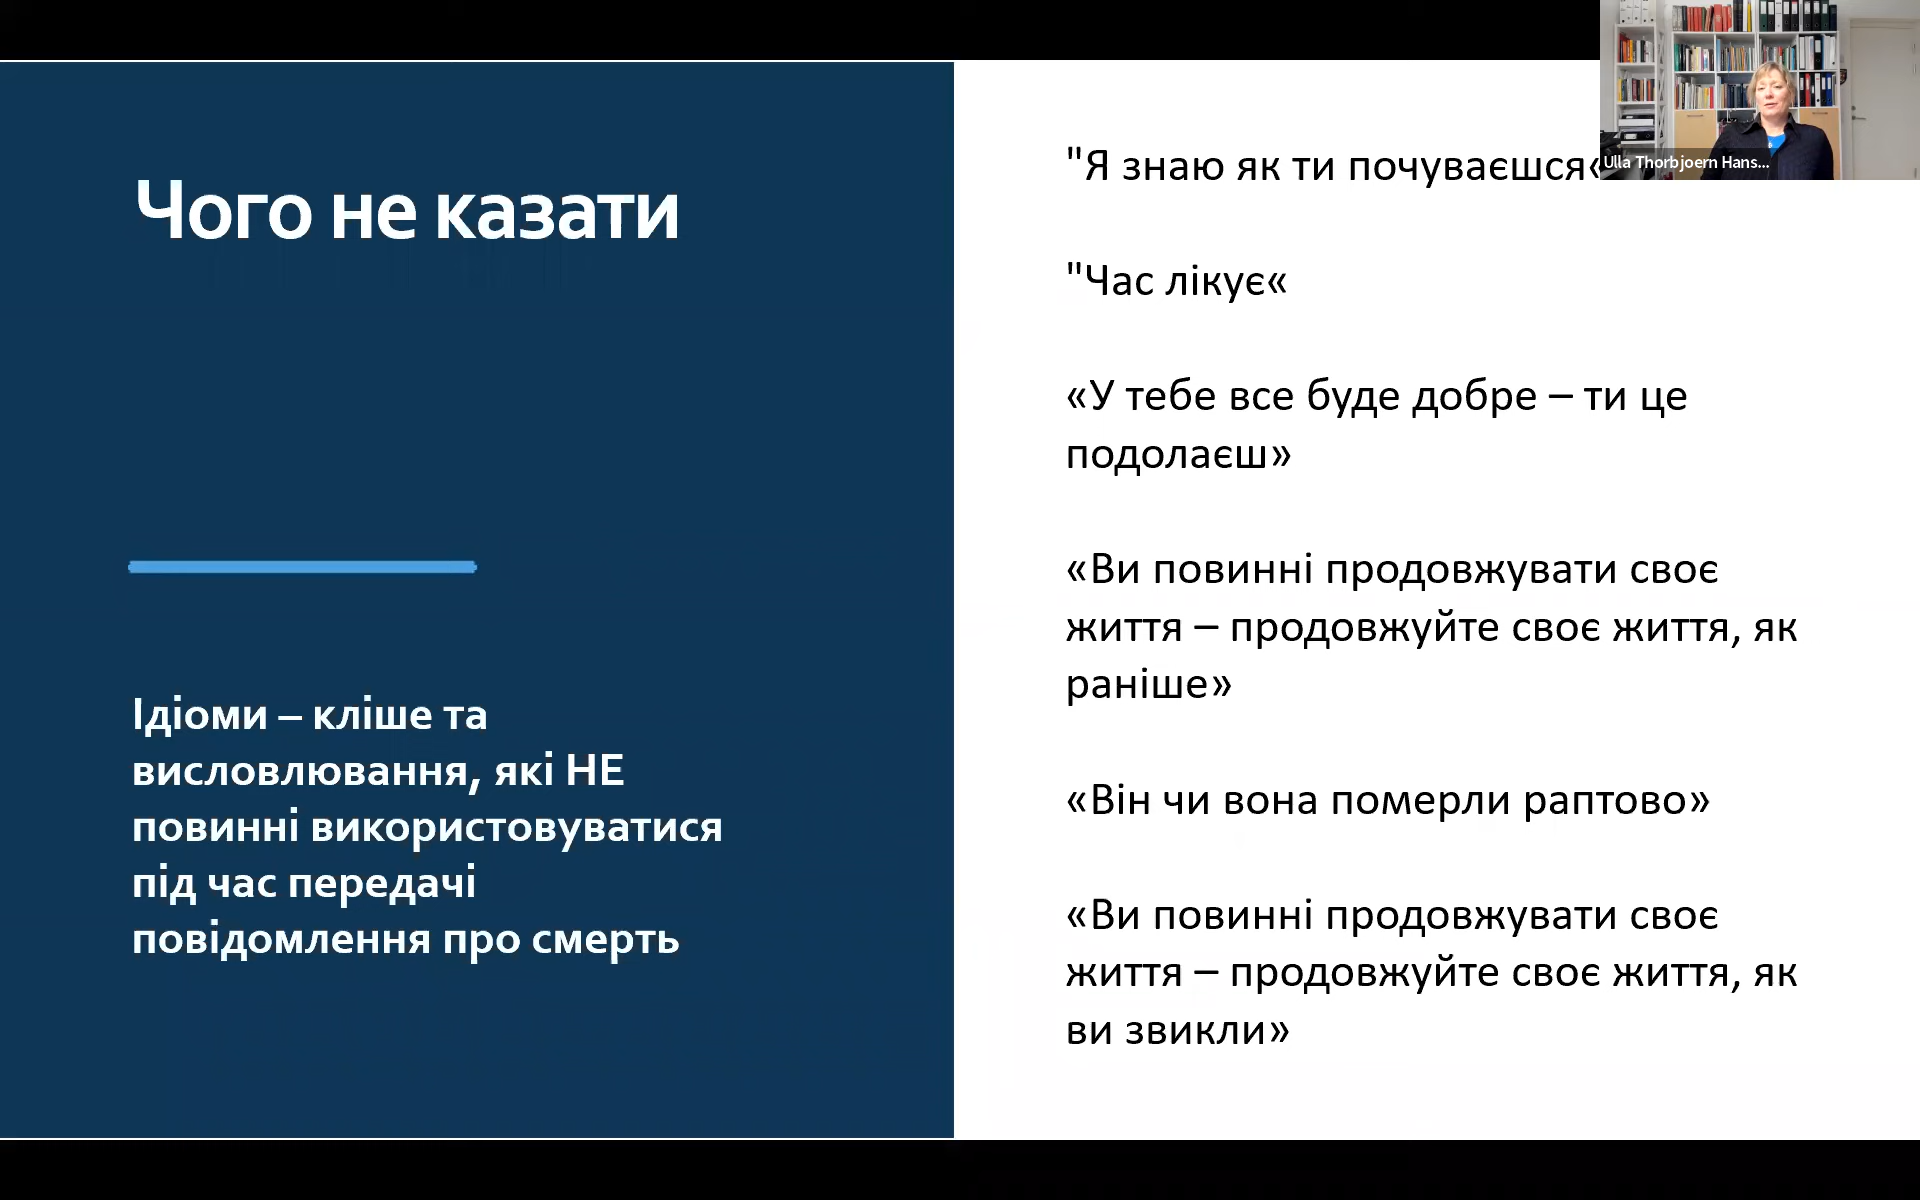 Чого не казати
Ідіоми – кліше та
висловлювання, які НЕ
повинні використовуватися
під час передачі
повідомлення про смерть
"Я знаю як ти почуваєшся«
"Час лікує«
«У тебе все буде добре – ти це
подолаєш»
«Ви повинні продовжувати своє
життя – продовжуйте своє життя, як
раніше»
«Він чи вона померли раптово»
«Ви повинні продовжувати своє
життя – продовжуйте своє життя, як
ви звикли»
Ulla Thorbjoern Hans...